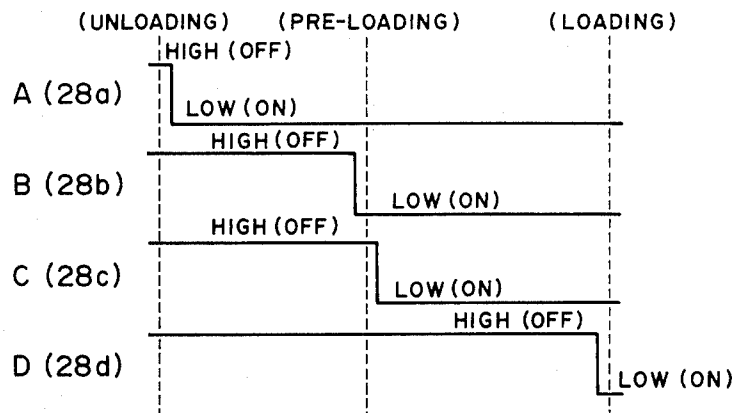 (UNLOADING) (PRE-LOADING) (LOADING)
HIGH (OFF)
A (28a)
LOW (ON)
HIGH (OFF)
B (28b)
LOW (ON)
HIGH (OFF)
C (28c)
LOW (ON)
HIGH (OFF)
D (28d)
LOW (ON)